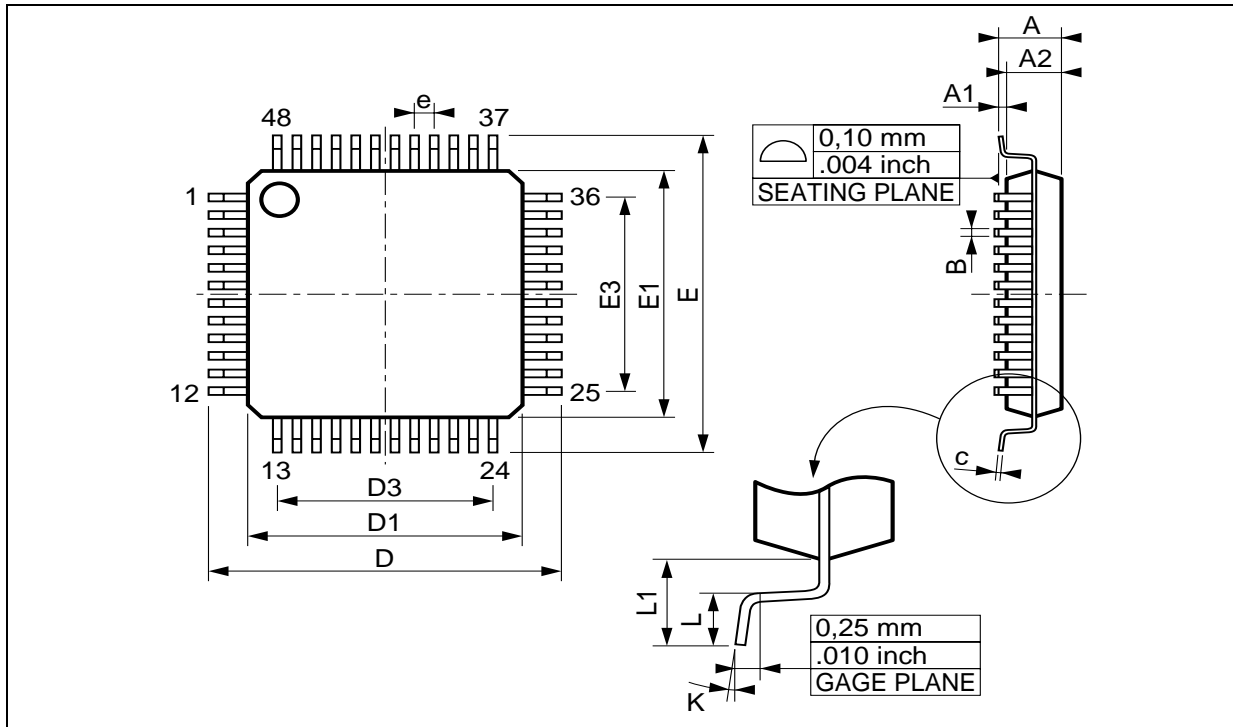 A
A2
A1
e
48
37
0,10 mm
.004 inch
SEATING PLANE
1
36
B
E3
E1
E
12
25
13
24
c
D3
D1
D
L1
L
0,25 mm
.010 inch
GAGE PLANE
K